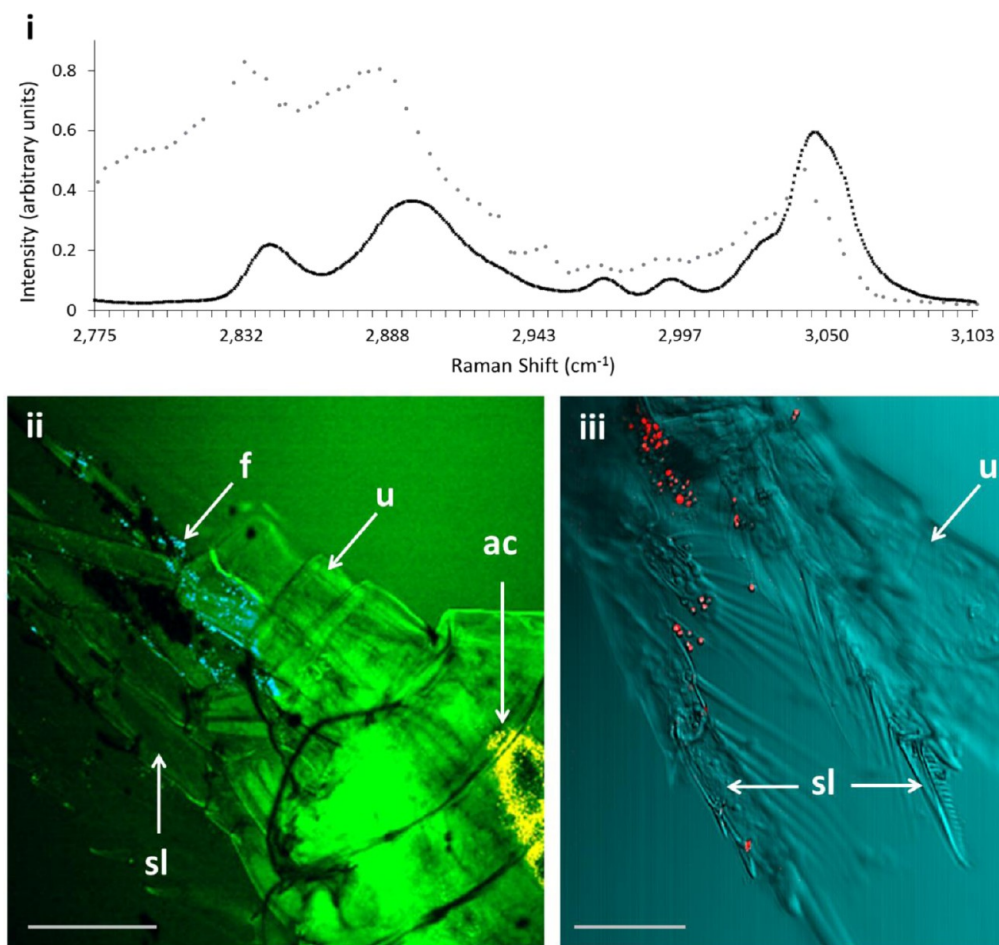 i
Intensity (arbitrary units)
0.8
0.6
0.4
0.2
0
2,775 2,832 2,888 2,943 2,997 3,050 3,103
Raman Shift (cm⁻¹)
ii
f
u
ac
sl
iii
u
sl